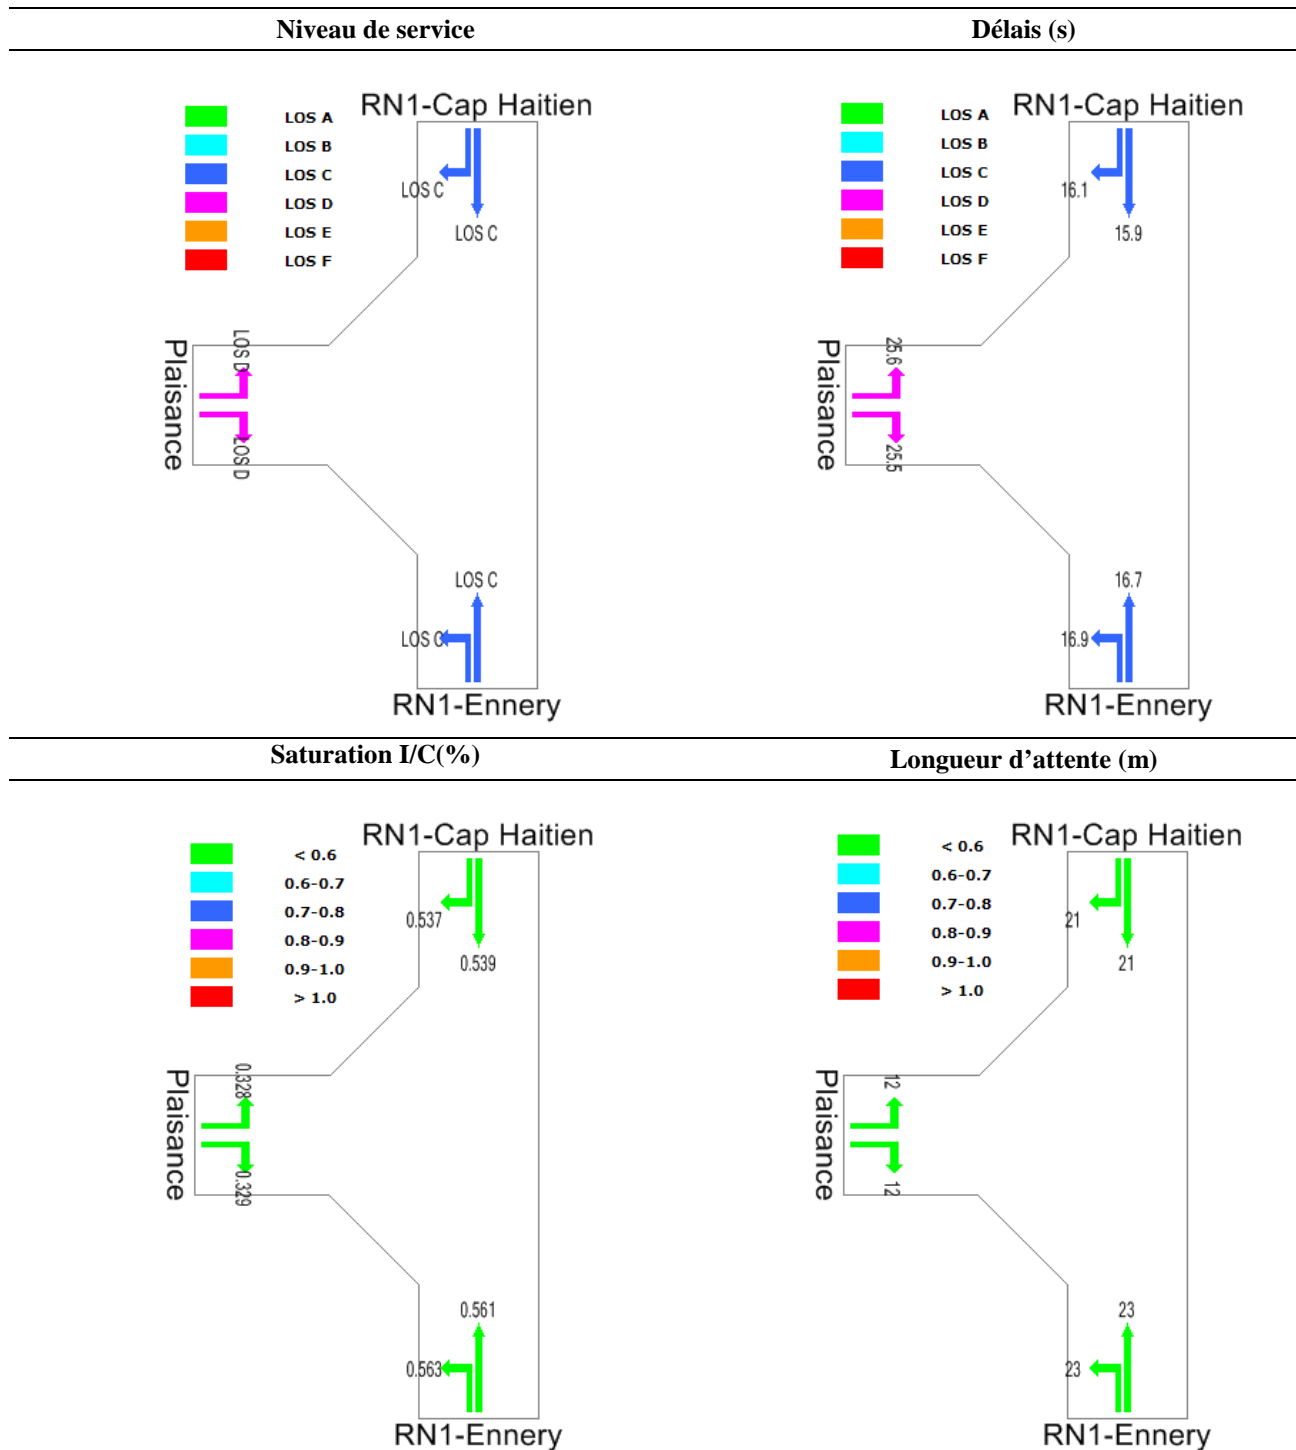 Niveau de service
Délais (s)
RN1-Cap Haitien
LOS A
LOS B
LOS C
LOS D
LOS E
LOS F
LOS C
LOS C
Plaisance
LOS D
LOS D
LOS C
LOS C
RN1-Ennery
RN1-Cap Haitien
LOS A
LOS B
LOS C
LOS D
LOS E
LOS F
16.1
15.9
Plaisance
25.6
25.5
16.7
16.9
RN1-Ennery
Saturation I/C(%)
Longueur d’attente (m)
RN1-Cap Haitien
< 0.6
0.6-0.7
0.7-0.8
0.8-0.9
0.9-1.0
> 1.0
0.537
0.539
Plaisance
0.328
0.329
0.561
0.563
RN1-Ennery
RN1-Cap Haitien
< 0.6
0.6-0.7
0.7-0.8
0.8-0.9
0.9-1.0
> 1.0
21
21
Plaisance
12
12
23
23
RN1-Ennery